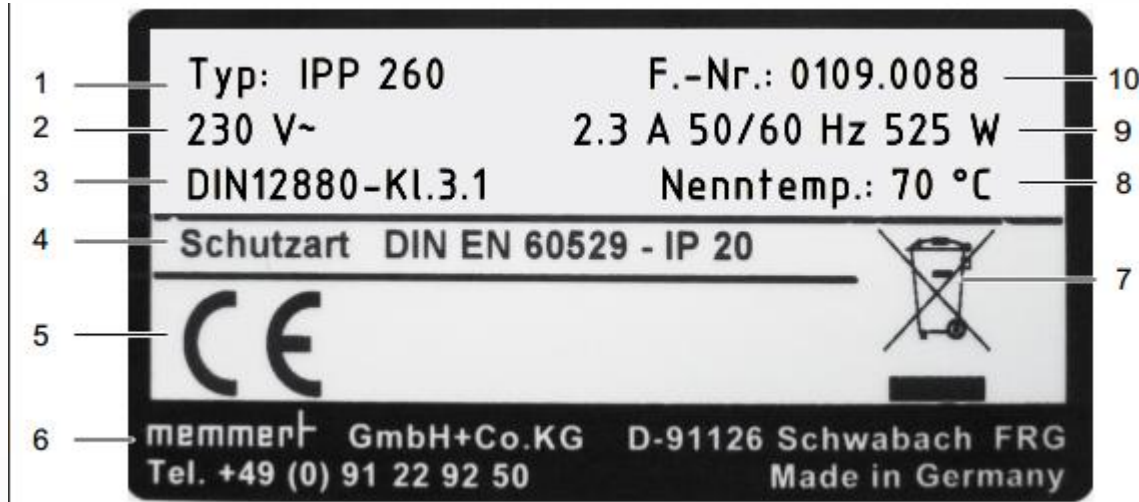 1 Typ: IPP 260 F.-Nr.: 0109.0088 10
2 230 V~ 2.3 A 50/60 Hz 525 W 9
3 DIN12880-Kl.3.1 Nenntemp.: 70 °C 8
4 Schutzart DIN EN 60529 - IP 20
7
5 CE
6 memmert GmbH+Co.KG D-91126 Schwabach FRG
Tel. +49 (0) 91 22 92 50 Made in Germany